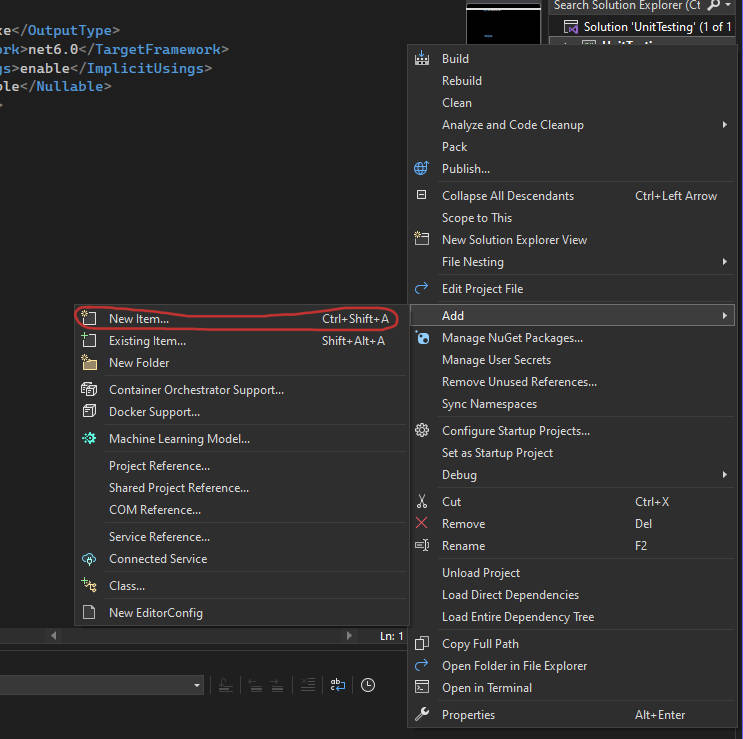 Search Solution Explorer (Ct
Solution 'UnitTesting' (1 of 1
xe</OutputType>
ork>net6.0</TargetFramework>
gs>enable</ImplicitUsings>
ble</Nullable>
>
Build
Rebuild
Clean
Analyze and Code Cleanup
Pack
Publish...
Collapse All Descendants Ctrl+Left Arrow
Scope to This
New Solution Explorer View
File Nesting
Edit Project File
Add
Manage NuGet Packages...
Manage User Secrets
Remove Unused References...
Sync Namespaces
Configure Startup Projects...
Set as Startup Project
Debug
Cut Ctrl+X
Remove Del
Rename F2
Unload Project
Load Direct Dependencies
Load Entire Dependency Tree
Copy Full Path
Open Folder in File Explorer
Open in Terminal
Properties Alt+Enter
New Item... Ctrl+Shift+A
Existing Item... Shift+Alt+A
New Folder
Container Orchestrator Support...
Docker Support...
Machine Learning Model...
Project Reference...
Shared Project Reference...
COM Reference...
Service Reference...
Connected Service
Class...
New EditorConfig
Ln: 1